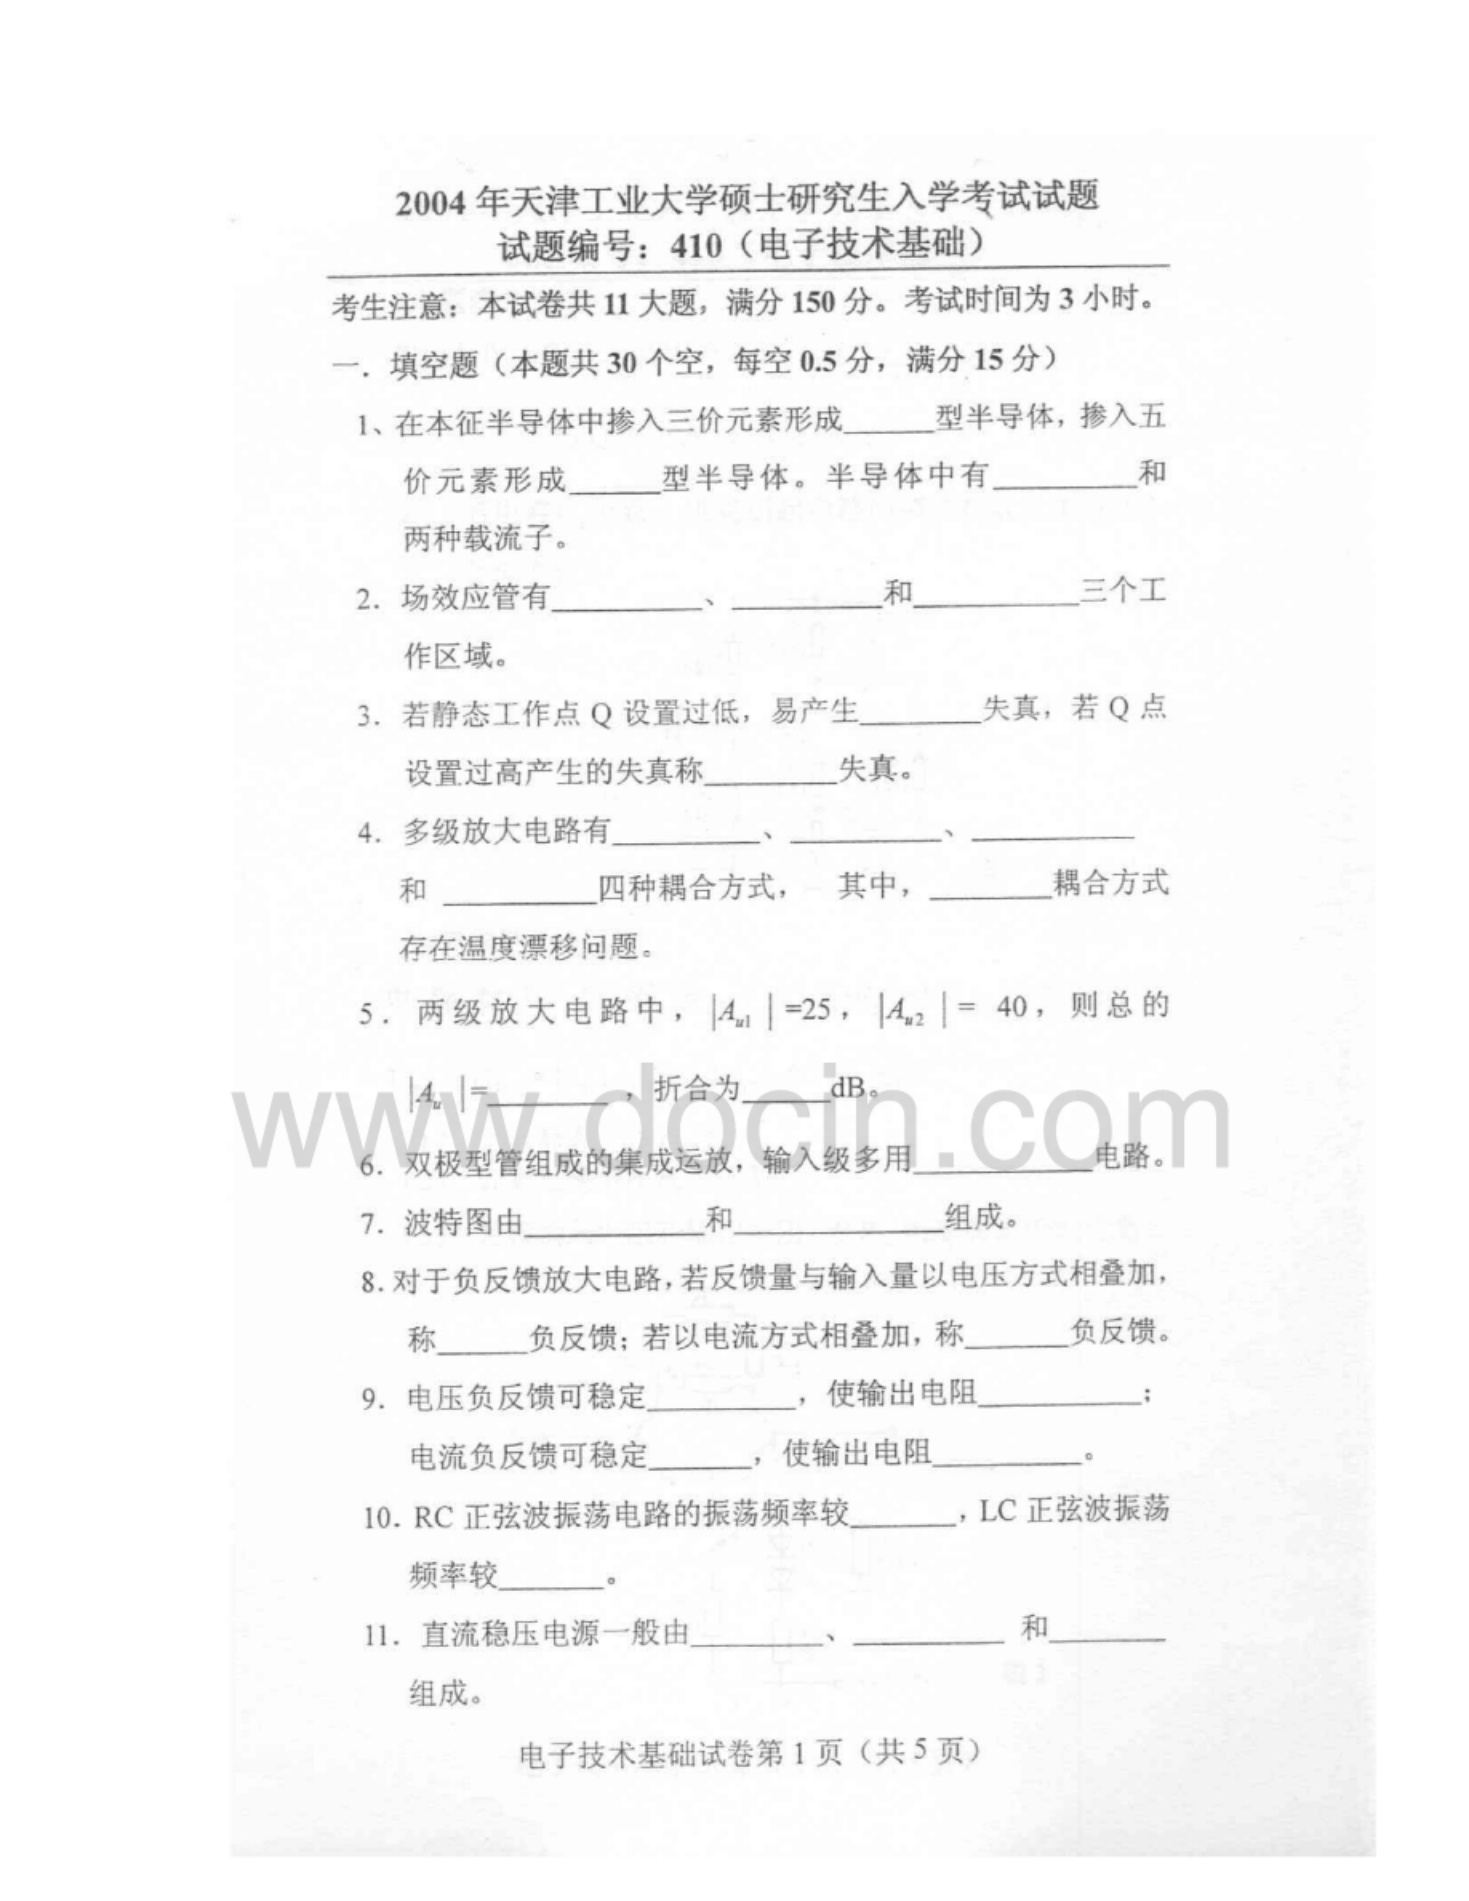 2004 年天津工业大学硕士研究生入学考试试题
试题编号：410（电子技术基础）
考生注意：本试卷共 11 大题，满分 150 分。考试时间为 3 小时。
一．填空题（本题共 30 个空，每空 0.5 分，满分 15 分）
1、在本征半导体中掺入三价元素形成______型半导体，掺入五
价元素形成______型半导体。半导体中有__________和
两种载流子。
2．场效应管有__________、__________和___________三个工
作区域。
3．若静态工作点 Q 设置过低，易产生________失真，若 Q 点
设置过高产生的失真称_________失真。
4．多级放大电路有__________、__________、___________
和 __________四种耦合方式， 其中，________耦合方式
存在温度漂移问题。
5．两级放大电路中，|Au1|=25，|Au2|= 40，则总的
|Au|=________，折合为______dB。
www.docin.com
6．双极型管组成的集成运放，输入级多用____________电路。
7．波特图由____________和______________组成。
8.对于负反馈放大电路，若反馈量与输入量以电压方式相叠加，
称______负反馈；若以电流方式相叠加，称_______负反馈。
9．电压负反馈可稳定__________，使输出电阻___________；
电流负反馈可稳定_______，使输出电阻__________。
10．RC 正弦波振荡电路的振荡频率较_______，LC 正弦波振荡
频率较_______。
11．直流稳压电源一般由_________、__________ 和________
组成。
电子技术基础试卷第 1 页（共 5 页）